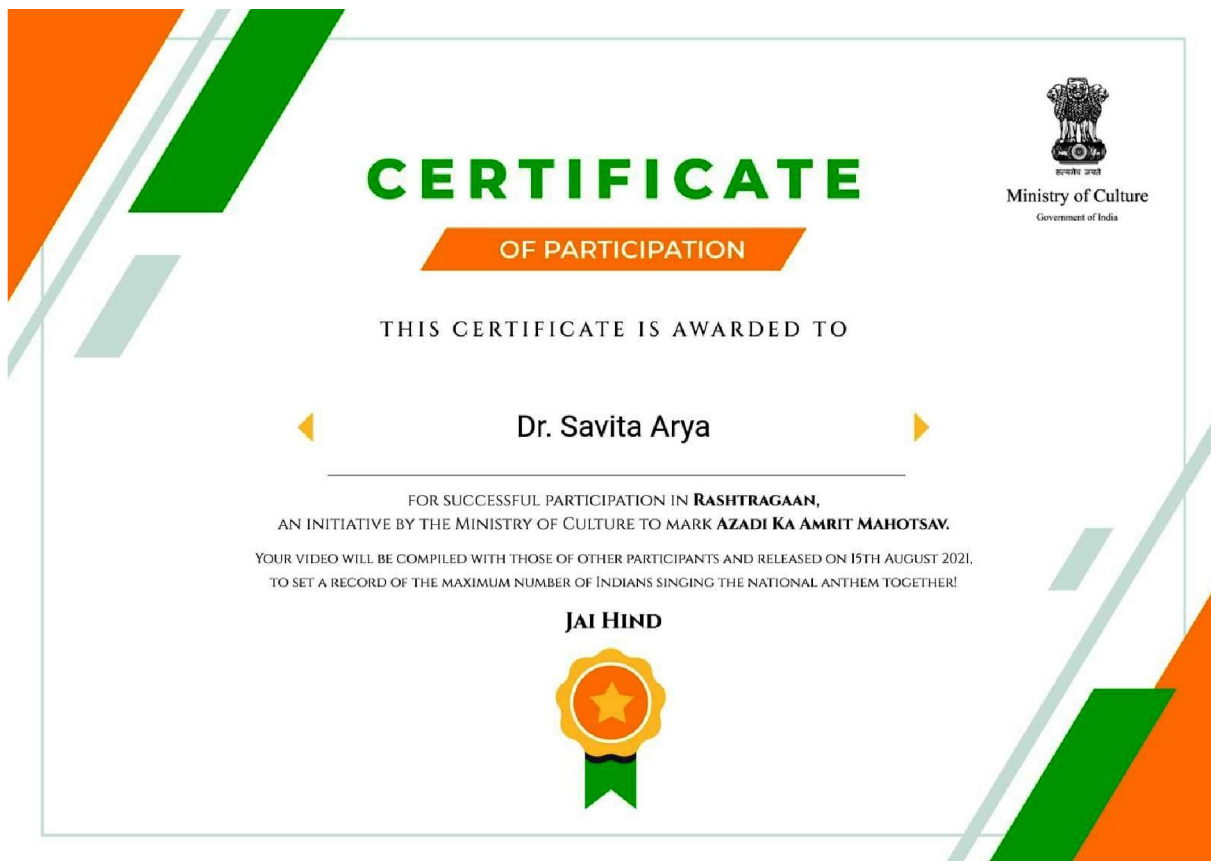 CERTIFICATE
OF PARTICIPATION
सत्यमेव जयते
Ministry of Culture
Government of India
THIS CERTIFICATE IS AWARDED TO
Dr. Savita Arya
FOR SUCCESSFUL PARTICIPATION IN RASHTRAGAAN,
AN INITIATIVE BY THE MINISTRY OF CULTURE TO MARK AZADI KA AMRIT MAHOTSAV.
YOUR VIDEO WILL BE COMPILED WITH THOSE OF OTHER PARTICIPANTS AND RELEASED ON 15TH AUGUST 2021,
TO SET A RECORD OF THE MAXIMUM NUMBER OF INDIANS SINGING THE NATIONAL ANTHEM TOGETHER!
JAI HIND